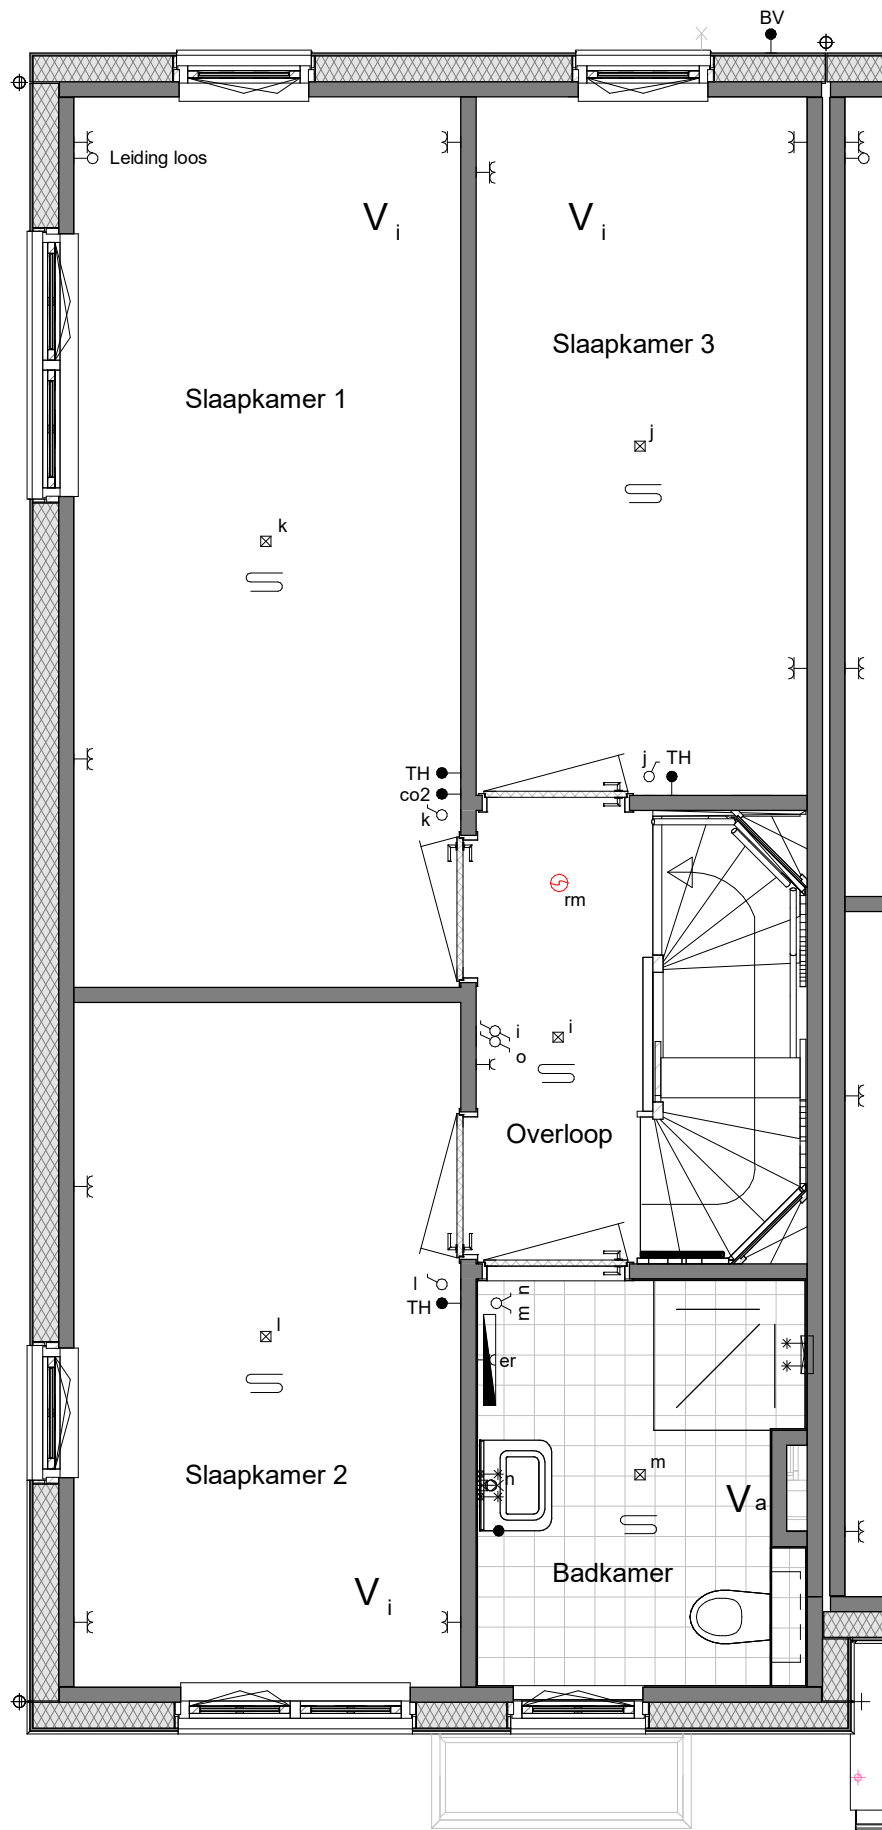 BV
Leiding loos
V i
V i
Slaapkamer 3
Slaapkamer 1
j
k
j TH
TH
co2
k
rm
i
o
i
Overloop
l
TH
n
m
l
er
Slaapkamer 2
n
m
V a
Badkamer
V i